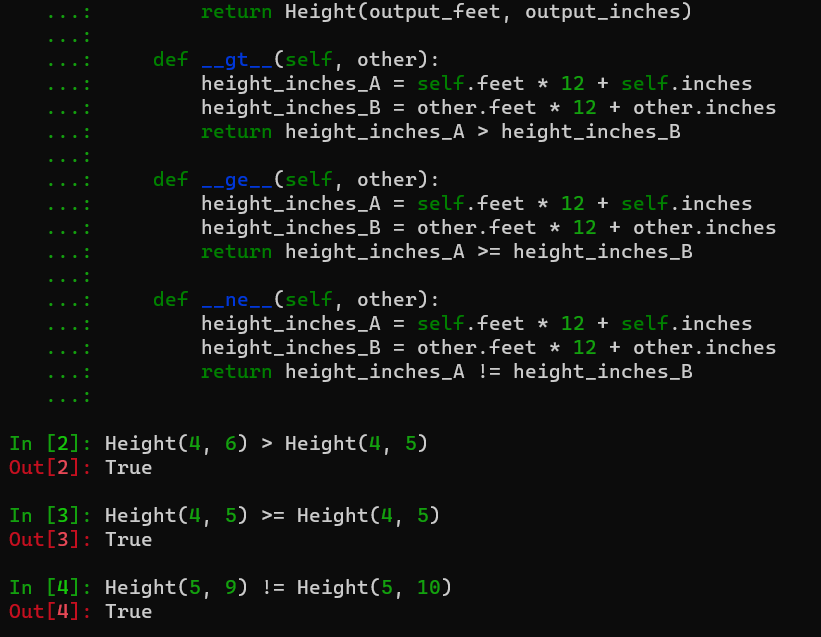 ...:         return Height(output_feet, output_inches)
   ...:
   ...:     def __gt__(self, other):
   ...:         height_inches_A = self.feet * 12 + self.inches
   ...:         height_inches_B = other.feet * 12 + other.inches
   ...:         return height_inches_A > height_inches_B
   ...:
   ...:     def __ge__(self, other):
   ...:         height_inches_A = self.feet * 12 + self.inches
   ...:         height_inches_B = other.feet * 12 + other.inches
   ...:         return height_inches_A >= height_inches_B
   ...:
   ...:     def __ne__(self, other):
   ...:         height_inches_A = self.feet * 12 + self.inches
   ...:         height_inches_B = other.feet * 12 + other.inches
   ...:         return height_inches_A != height_inches_B
   ...:
In [2]: Height(4, 6) > Height(4, 5)
Out[2]: True
In [3]: Height(4, 5) >= Height(4, 5)
Out[3]: True
In [4]: Height(5, 9) != Height(5, 10)
Out[4]: True